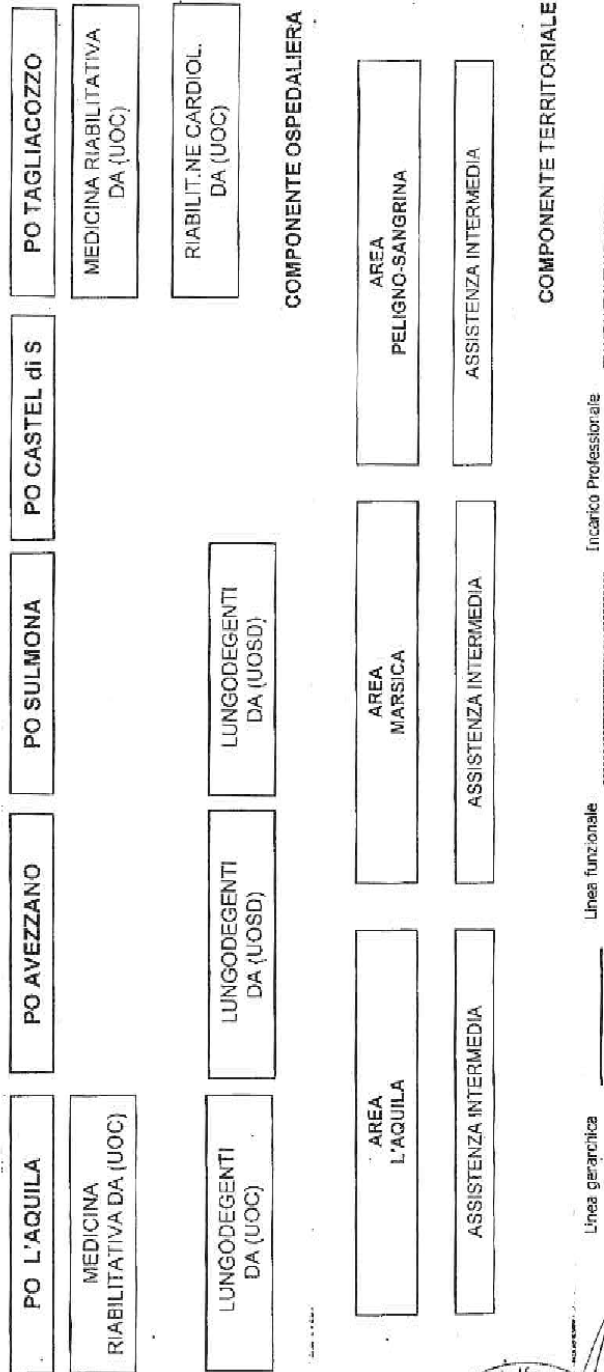 PO L'AQUILA
PO AVEZZANO
PO SULMONA
PO CASTEL di S
PO TAGLIACOZZO
MEDICINA
RIABILITATIVA DA (UOC)
MEDICINA RIABILITATIVA
DA (UOC)
LUNGODEGENTI
DA (UOC)
LUNGODEGENTI
DA (UOSD)
LUNGODEGENTI
DA (UOSD)
RIABILIT.NE CARDIOL.
DA (UOC)
COMPONENTE OSPEDALIERA
AREA
L'AQUILA
AREA
MARSICA
AREA
PELIGNO-SANGRINA
ASSISTENZA INTERMEDIA
ASSISTENZA INTERMEDIA
ASSISTENZA INTERMEDIA
COMPONENTE TERRITORIALE
Linea gerarchica
Linea funzionale
Incarico Professionale